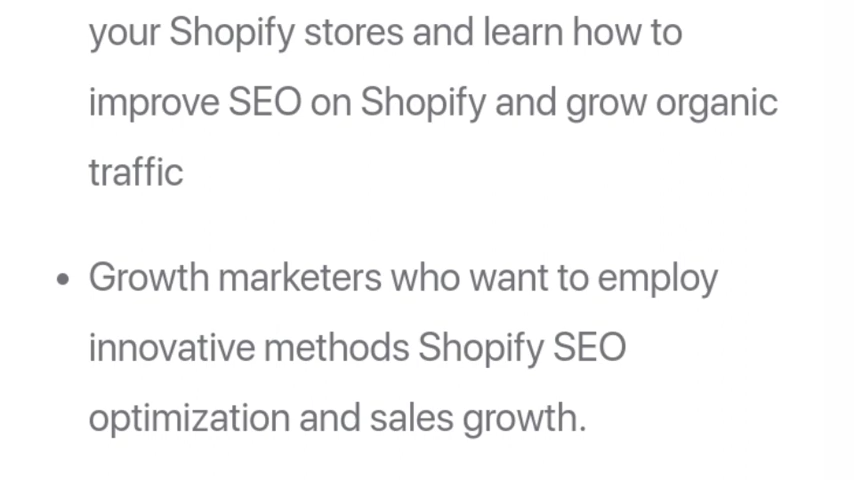 your Shopify stores and learn how to
improve SEO on Shopify and grow organic
traffic
• Growth marketers who want to employ
innovative methods Shopify SEO
optimization and sales growth.